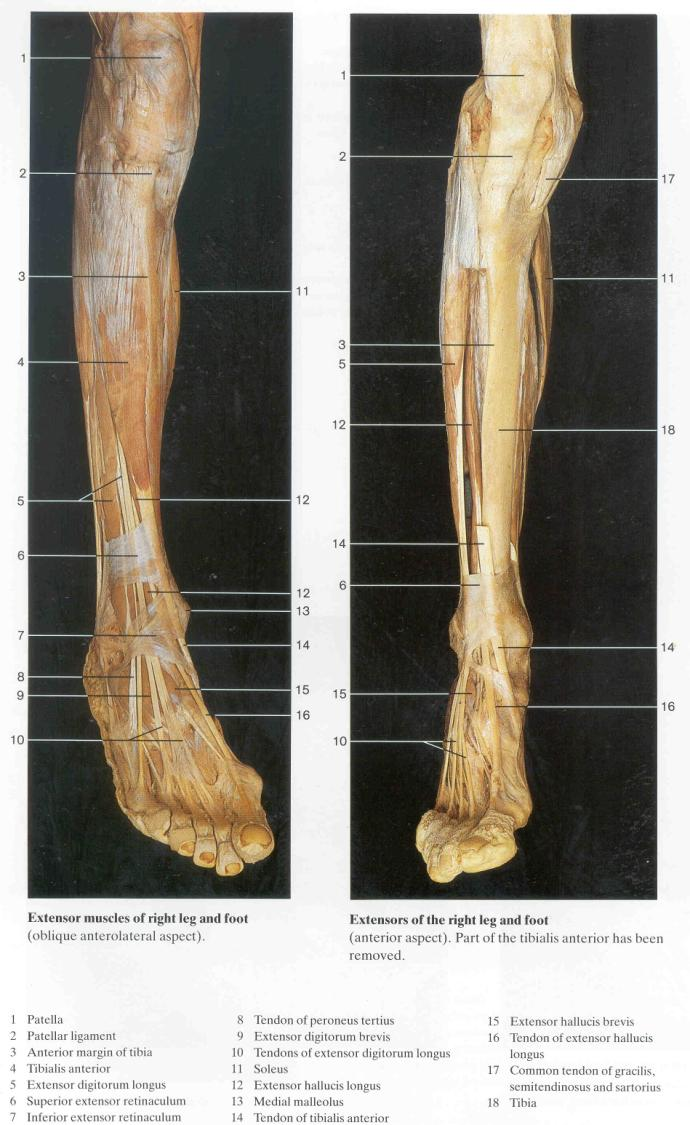 1
2
3
4
5
6
7
8
9
10
11
12
12
13
14
15
16
1
2
3
5
12
14
6
15
10
17
11
18
14
16
Extensor muscles of right leg and foot
(oblique anterolateral aspect).
Extensors of the right leg and foot
(anterior aspect). Part of the tibialis anterior has been
removed.
1 Patella
2 Patellar ligament
3 Anterior margin of tibia
4 Tibialis anterior
5 Extensor digitorum longus
6 Superior extensor retinaculum
7 Inferior extensor retinaculum
8 Tendon of peroneus tertius
9 Extensor digitorum brevis
10 Tendons of extensor digitorum longus
11 Soleus
12 Extensor hallucis longus
13 Medial malleolus
14 Tendon of tibialis anterior
15 Extensor hallucis brevis
16 Tendon of extensor hallucis
longus
17 Common tendon of gracilis,
semitendinosus and sartorius
18 Tibia